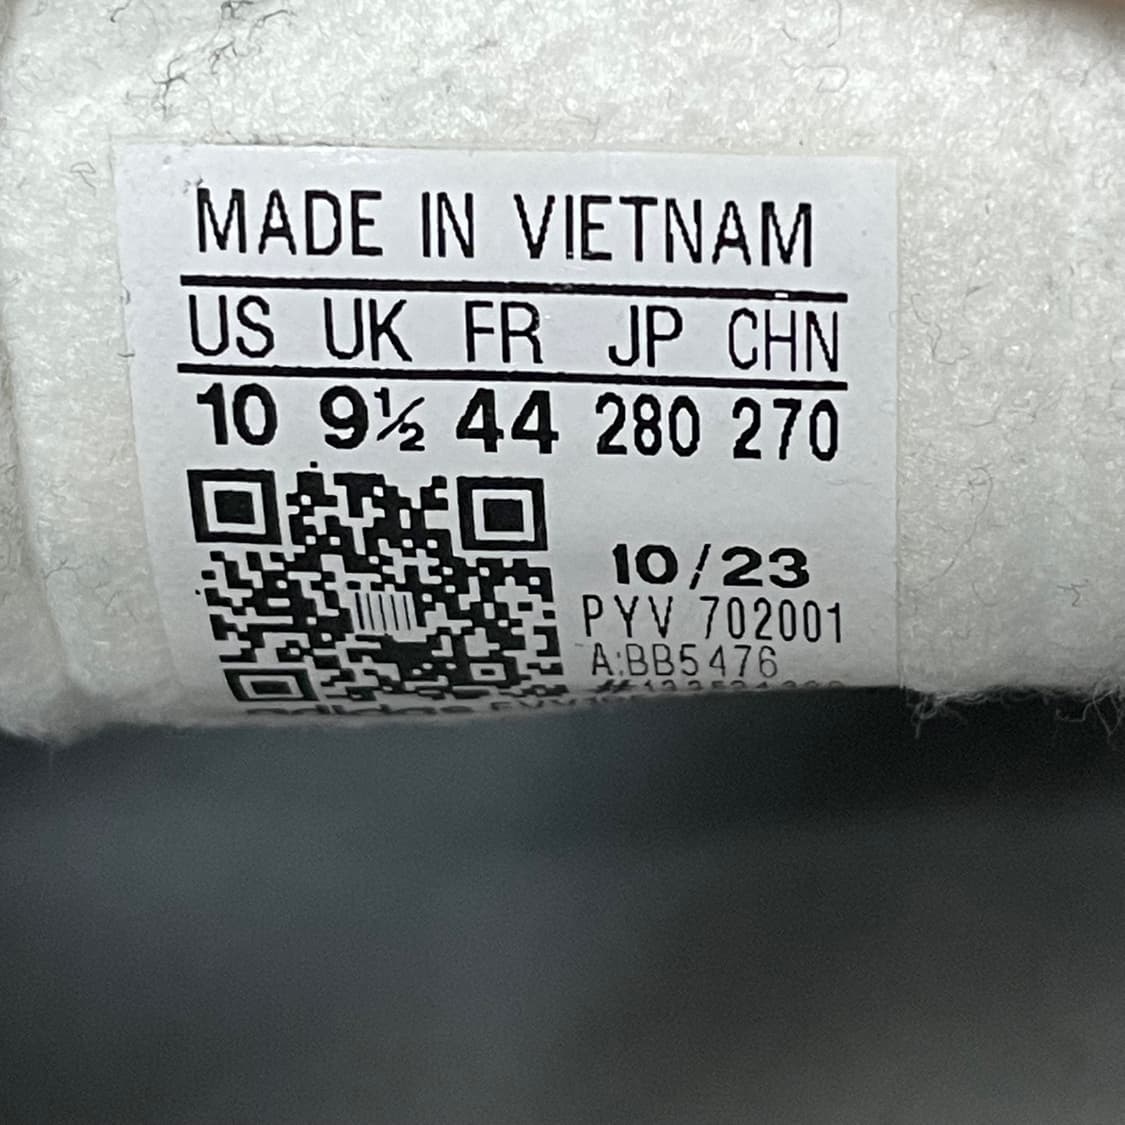 MADE IN VIETNAM
US UK FR JP CHN
10 9½ 44 280 270
10/23
PYV 702001
A:BB5476